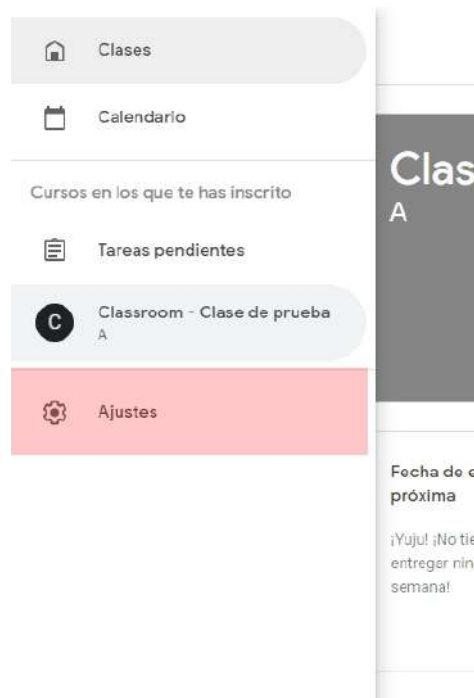 Clases
Calendario
Cursos en los que te has inscrito
Tareas pendientes
C
Classroom - Clase de prueba
A
Ajustes
Clas
A
Fecha de e
próxima
¡Yuju! ¡No tie
entregar nin
semana!